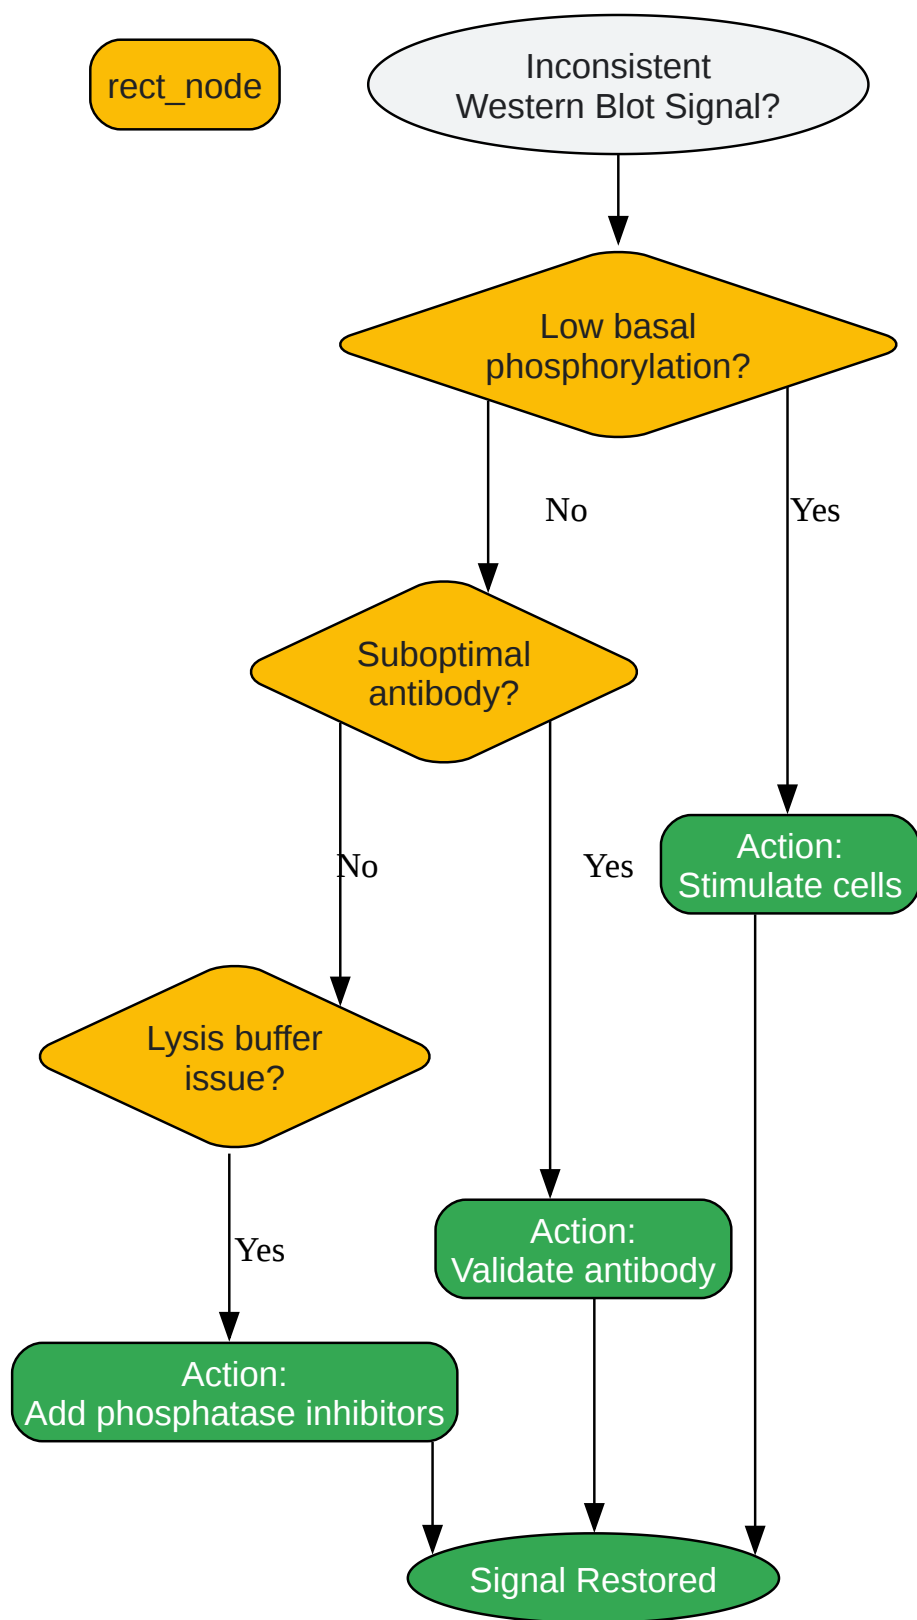 rect_node
Inconsistent
Western Blot Signal?
Low basal
phosphorylation?
No
Yes
Suboptimal
antibody?
Action:
Stimulate cells
No
Yes
Lysis buffer
issue?
Action:
Validate antibody
Yes
Action:
Add phosphatase inhibitors
Signal Restored